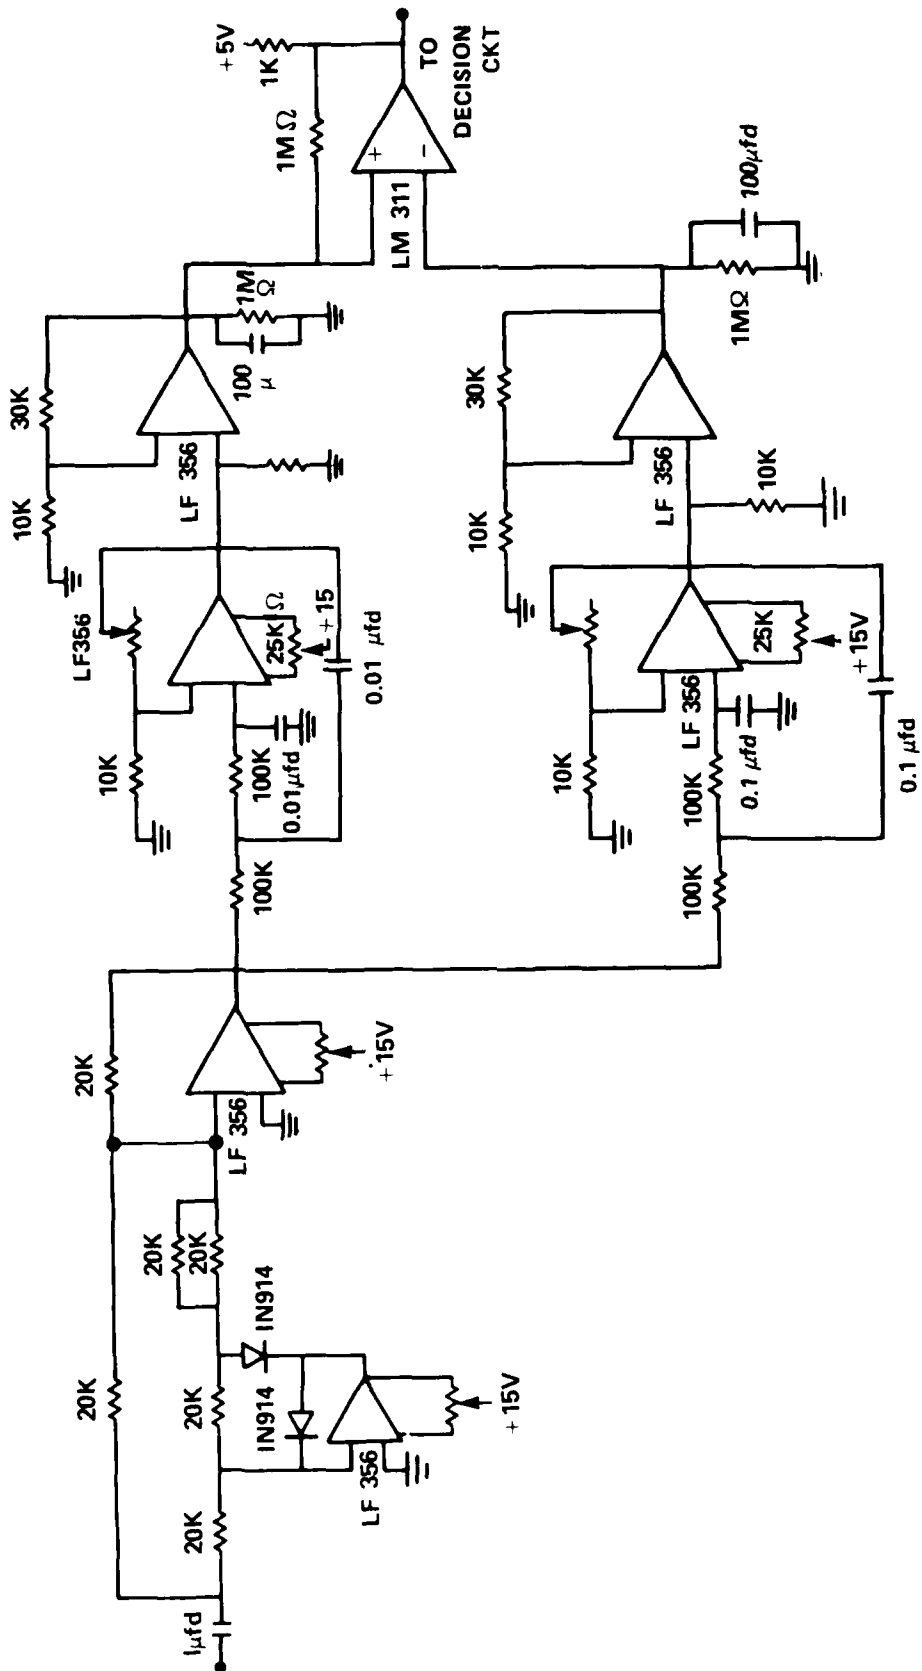 1μfd
20K
20K
20K
IN914
IN914
LF 356
+15V
20K
20K
20K
LF 356
+15V
100K
10K
LF356
100K
0.01μfd
25K Ω
+15
0.01 μfd
10K
30K
LF 356
100
μ
1M
Ω
100K
10K
100K
LF 356
0.1 μfd
25K
+15V
0.1 μfd
10K
30K
LF 356
10K
1MΩ
100μfd
LM 311
+
−
1MΩ
1K
+5V
TO
DECISION
CKT